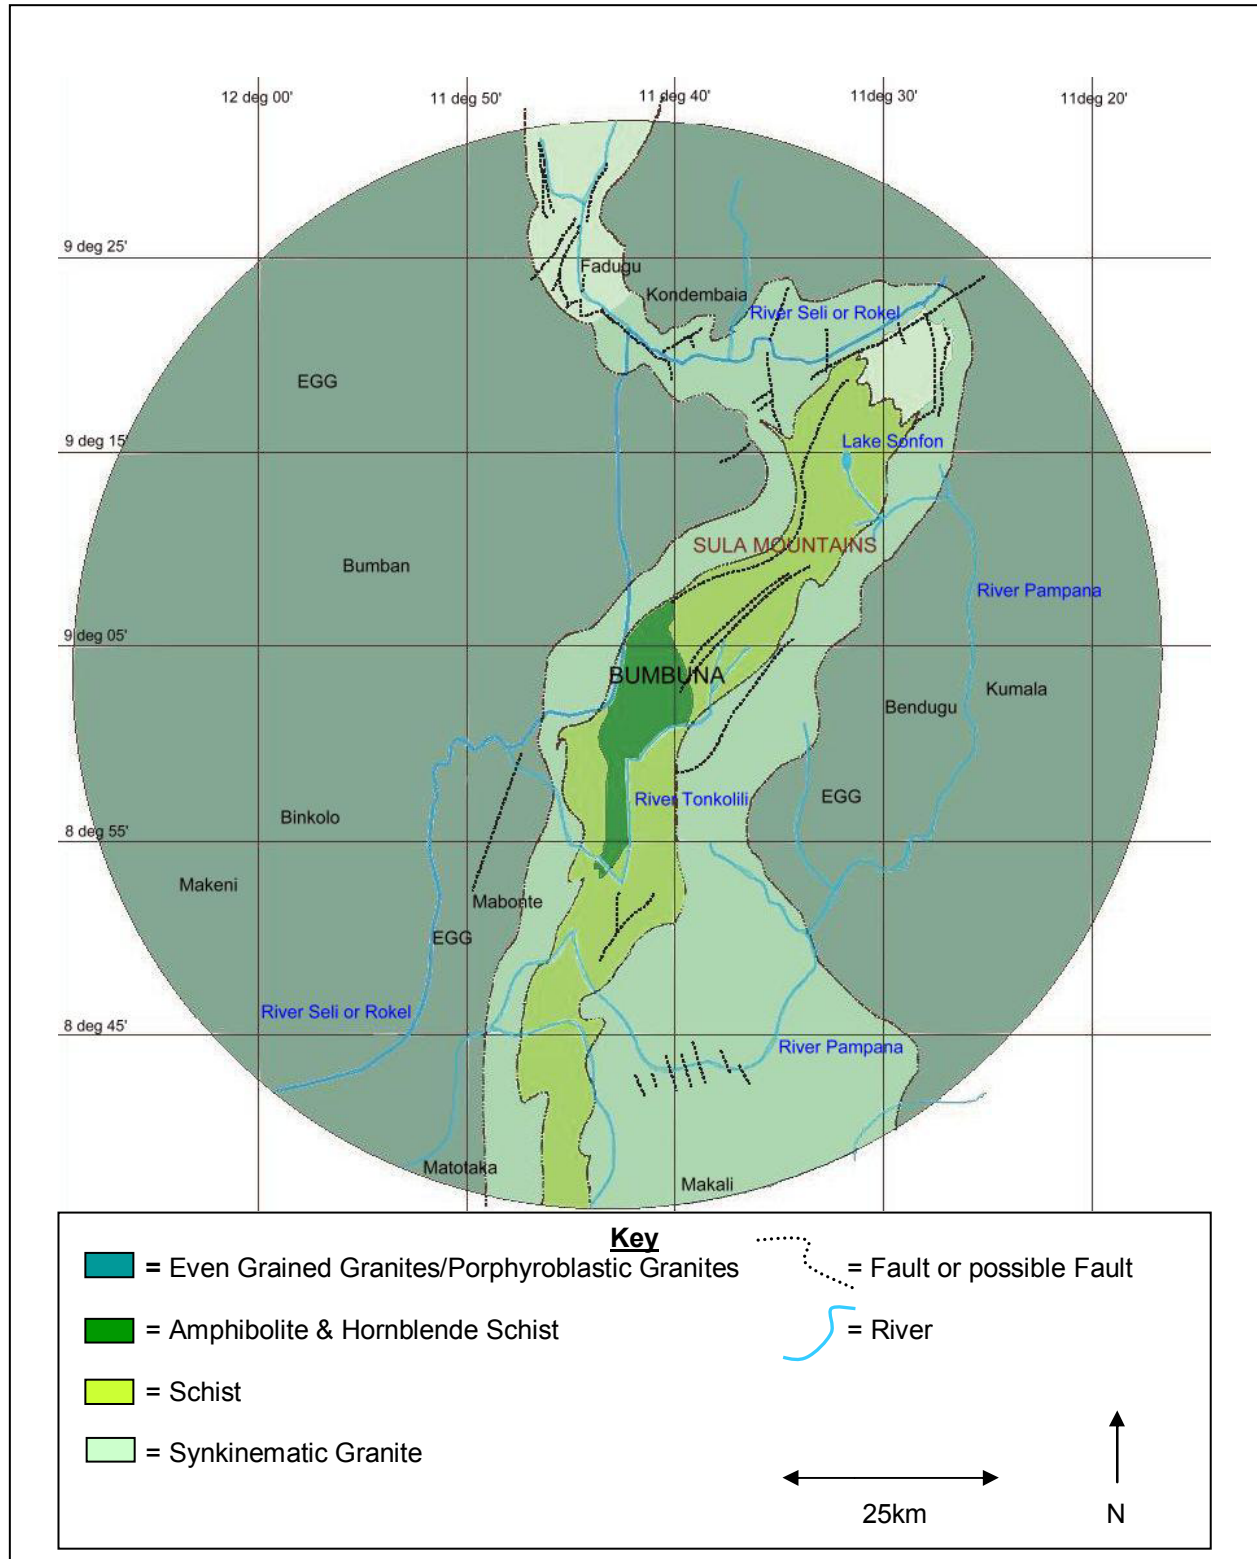 12 deg 00'
11 deg 50'
11 deg 40'
11deg 30'
11deg 20'
9 deg 25'
Fadugu
Kondembaia
River Seli or Rokel
EGG
9 deg 15'
Lake Sonfon
SULA MOUNTAINS
Bumban
River Pampana
9 deg 05'
BUMBUNA
Kumala
Bendugu
River Tonkolili
EGG
Binkolo
8 deg 55'
Makeni
Mabonte
EGG
River Seli or Rokel
8 deg 45'
River Pampana
Matotaka
Makali
Key
= Even Grained Granites/Porphyroblastic Granites
= Fault or possible Fault
= Amphibolite & Hornblende Schist
= River
= Schist
= Synkinematic Granite
25km
N